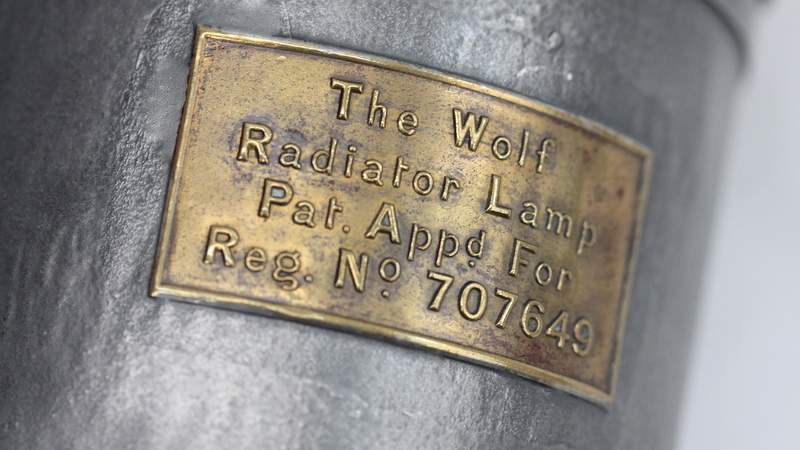 The Wolf
Radiator Lamp
Pat. Appd. For
Reg. No. 707649